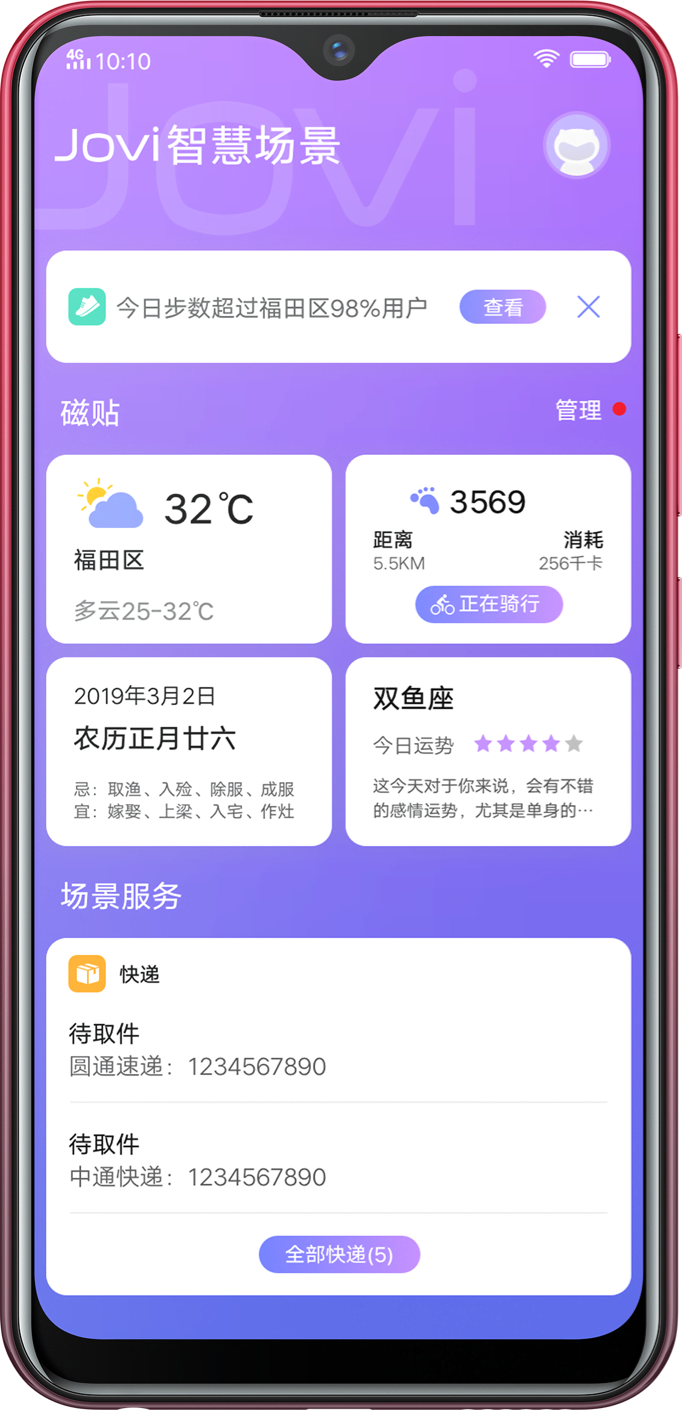 4G 10:10
Jovi
Jovi智慧场景
今日步数超过福田区98%用户 查看
磁贴 管理
32℃
福田区
多云25-32℃
3569
距离 消耗
5.5KM 256千卡
正在骑行
2019年3月2日
农历正月廿六
忌：取渔、入殓、除服、成服
宜：嫁娶、上梁、入宅、作灶
双鱼座
今日运势
这今天对于你来说，会有不错
的感情运势，尤其是单身的…
场景服务
快递
待取件
圆通速递：1234567890
待取件
中通快递：1234567890
全部快递(5)